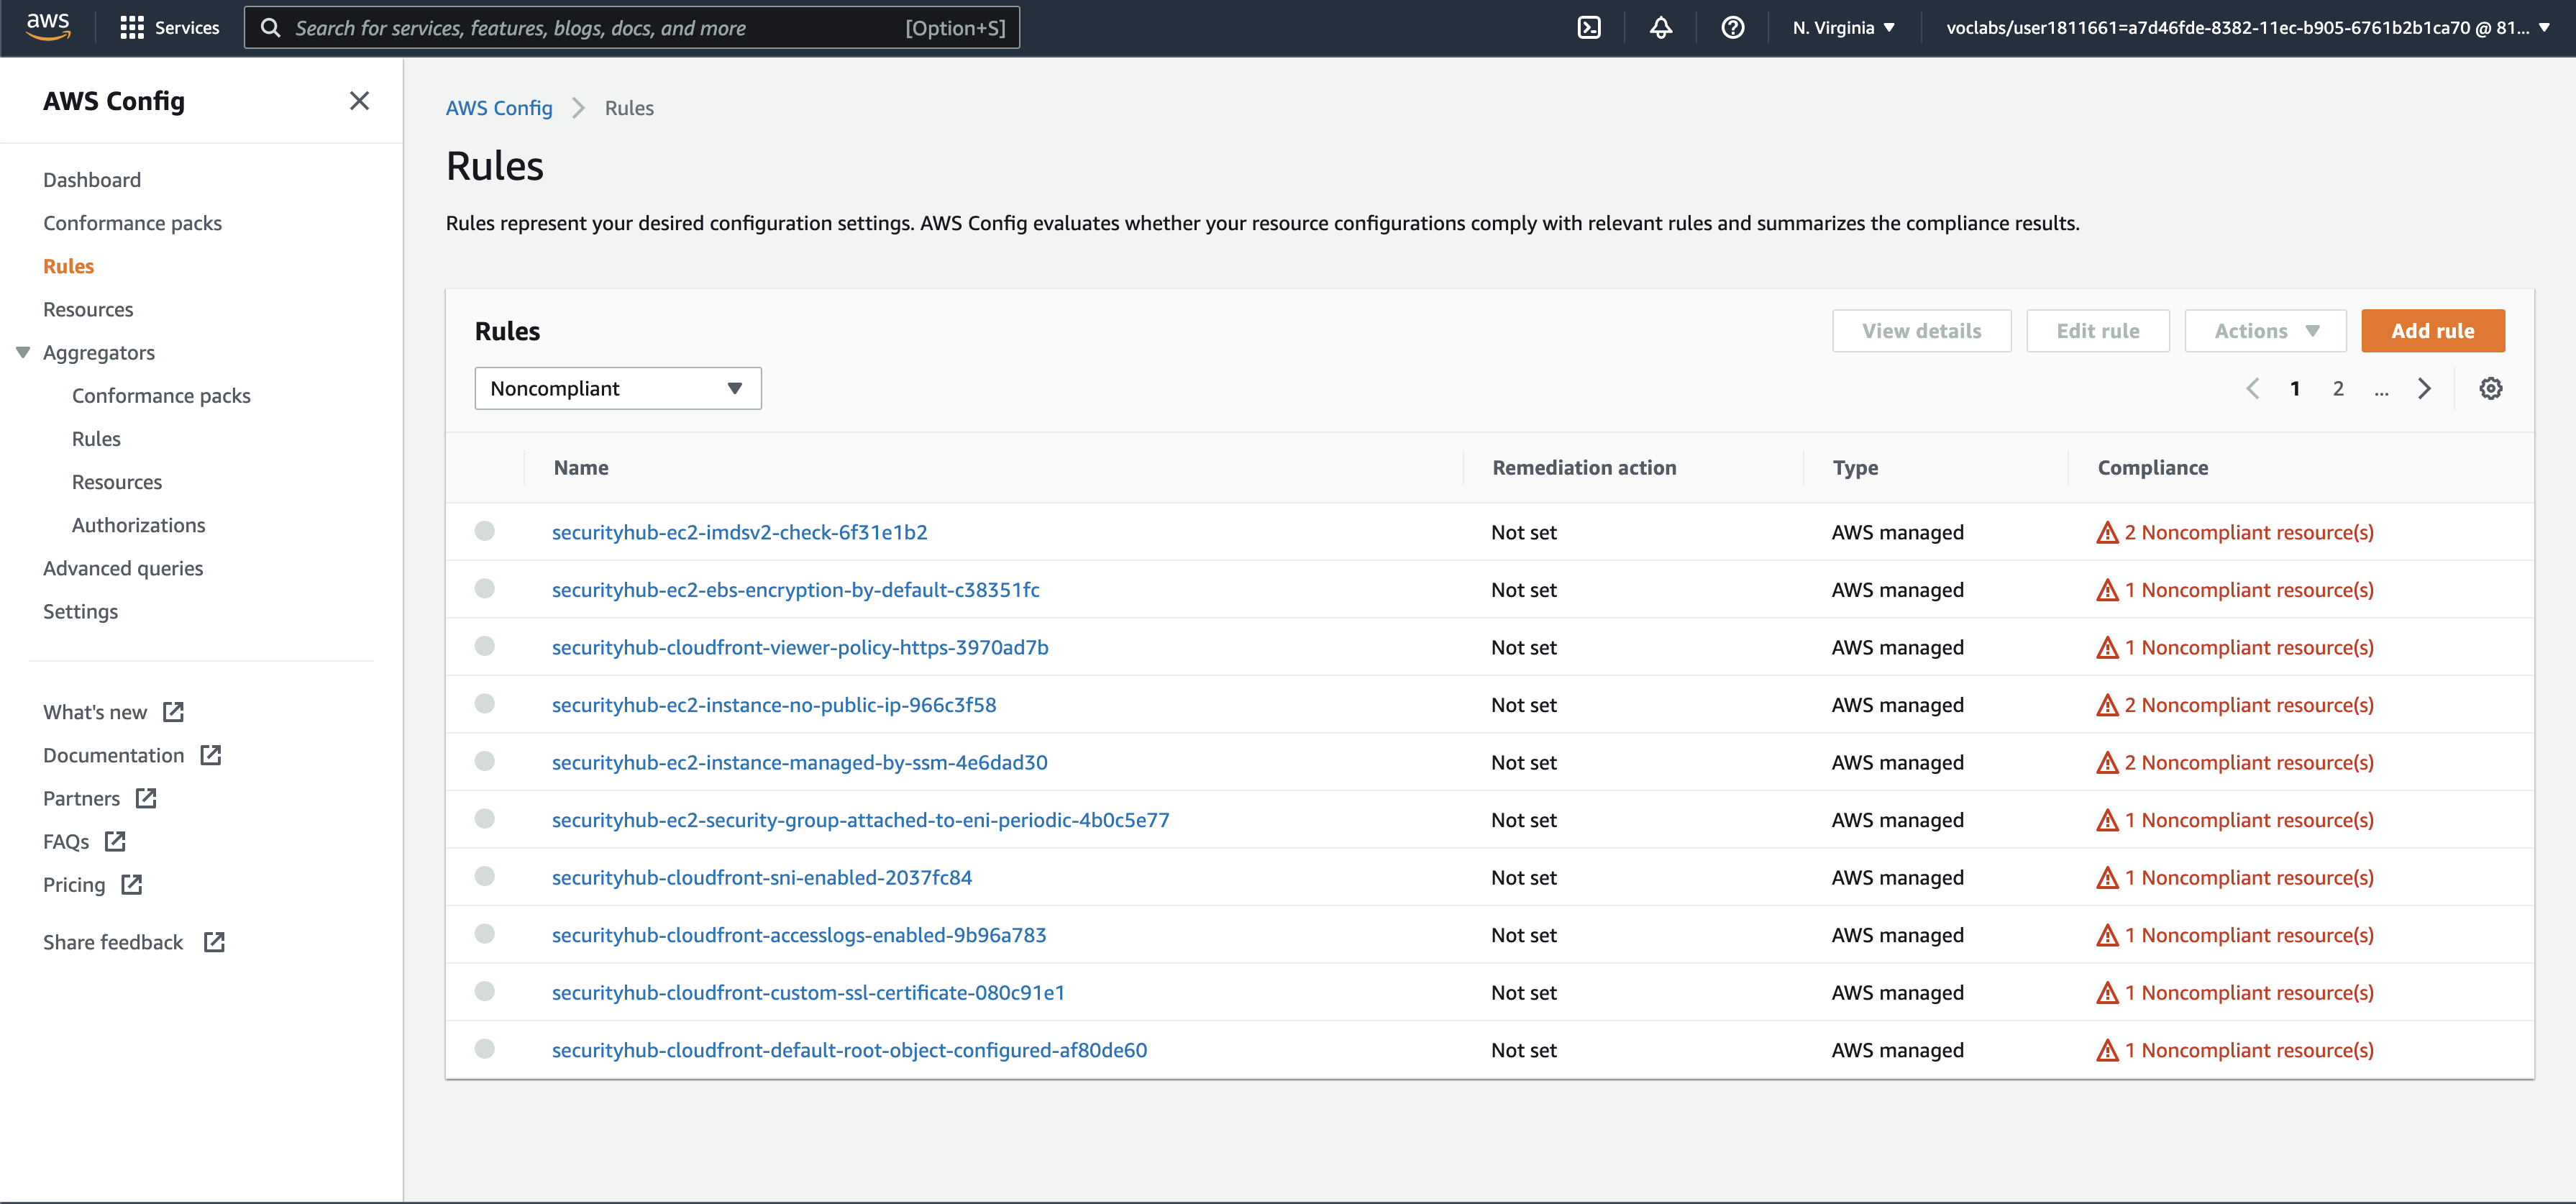 aws Services Search for services, features, blogs, docs, and more [Option+S] N. Virginia voclabs/user1811661=a7d46fde-8382-11ec-b905-6761b2b1ca70 @ 81...
AWS Config
Dashboard
Conformance packs
Rules
Resources
Aggregators
Conformance packs
Rules
Resources
Authorizations
Advanced queries
Settings
What's new
Documentation
Partners
FAQs
Pricing
Share feedback
AWS Config Rules
Rules
Rules represent your desired configuration settings. AWS Config evaluates whether your resource configurations comply with relevant rules and summarizes the compliance results.
Rules View details Edit rule Actions Add rule
Noncompliant 1 2 ...
Name Remediation action Type Compliance
securityhub-ec2-imdsv2-check-6f31e1b2 Not set AWS managed 2 Noncompliant resource(s)
securityhub-ec2-ebs-encryption-by-default-c38351fc Not set AWS managed 1 Noncompliant resource(s)
securityhub-cloudfront-viewer-policy-https-3970ad7b Not set AWS managed 1 Noncompliant resource(s)
securityhub-ec2-instance-no-public-ip-966c3f58 Not set AWS managed 2 Noncompliant resource(s)
securityhub-ec2-instance-managed-by-ssm-4e6dad30 Not set AWS managed 2 Noncompliant resource(s)
securityhub-ec2-security-group-attached-to-eni-periodic-4b0c5e77 Not set AWS managed 1 Noncompliant resource(s)
securityhub-cloudfront-sni-enabled-2037fc84 Not set AWS managed 1 Noncompliant resource(s)
securityhub-cloudfront-accesslogs-enabled-9b96a783 Not set AWS managed 1 Noncompliant resource(s)
securityhub-cloudfront-custom-ssl-certificate-080c91e1 Not set AWS managed 1 Noncompliant resource(s)
securityhub-cloudfront-default-root-object-configured-af80de60 Not set AWS managed 1 Noncompliant resource(s)